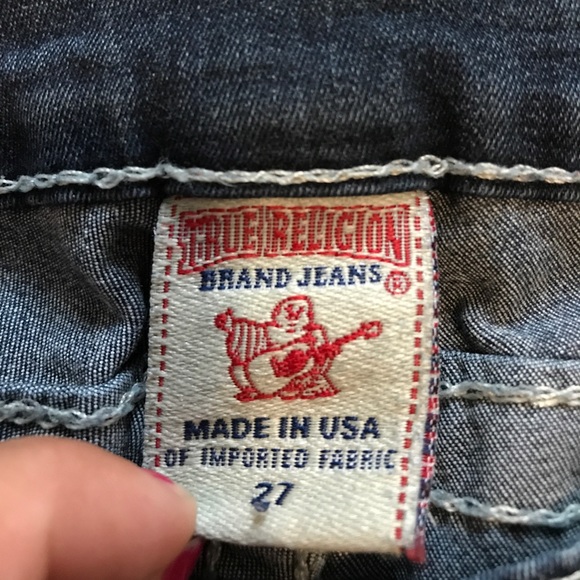 TRUE RELIGION
BRAND JEANS ®
MADE IN USA
OF IMPORTED FABRIC
27